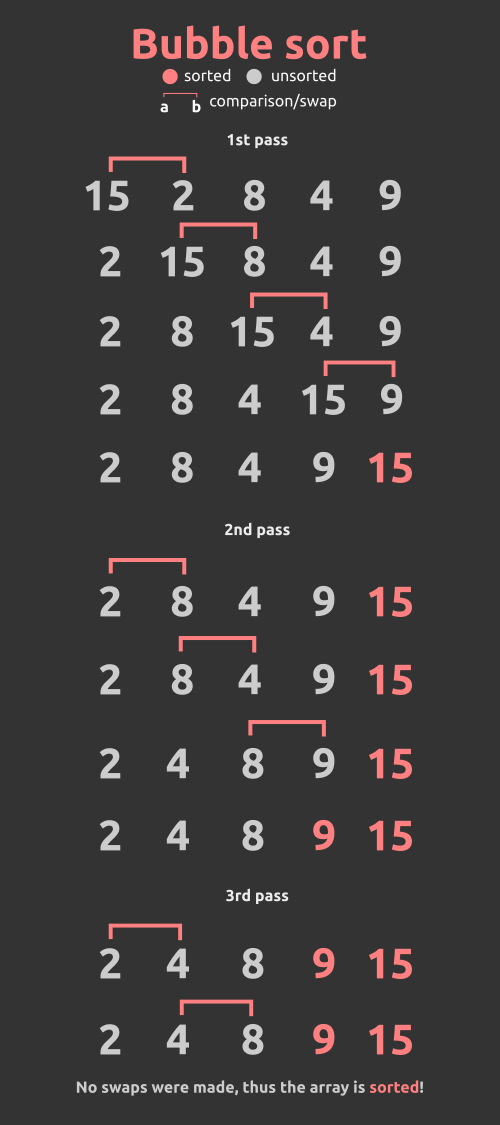 Bubble sort
sorted unsorted
a b comparison/swap
1st pass
15 2 8 4 9
2 15 8 4 9
2 8 15 4 9
2 8 4 15 9
2 8 4 9 15
2nd pass
2 8 4 9 15
2 8 4 9 15
2 4 8 9 15
2 4 8 9 15
3rd pass
2 4 8 9 15
2 4 8 9 15
No swaps were made, thus the array is sorted!